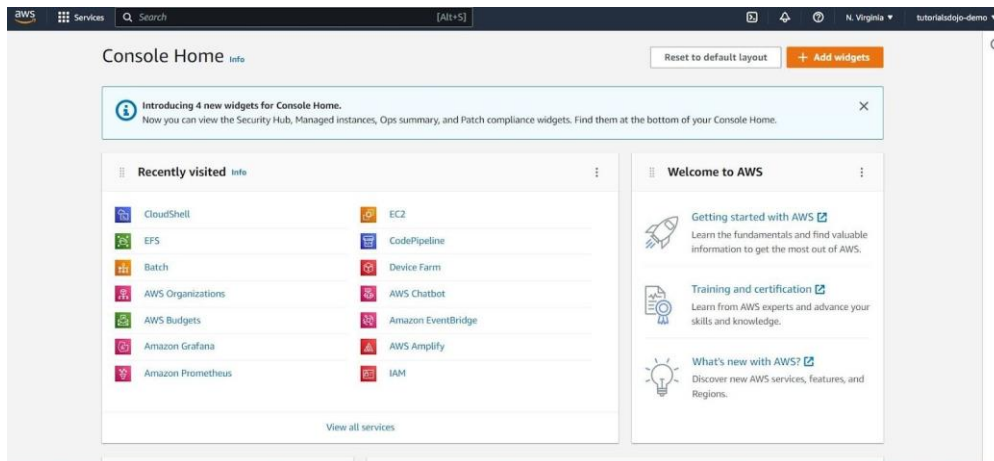 aws Services Search [Alt+S] N. Virginia tutorialsdojo-demo
Console Home Info Reset to default layout + Add widgets
Introducing 4 new widgets for Console Home.
Now you can view the Security Hub, Managed instances, Ops summary, and Patch compliance widgets. Find them at the bottom of your Console Home.
Recently visited Info
CloudShell
EFS
Batch
AWS Organizations
AWS Budgets
Amazon Grafana
Amazon Prometheus
EC2
CodePipeline
Device Farm
AWS Chatbot
Amazon EventBridge
AWS Amplify
IAM
View all services
Welcome to AWS
Getting started with AWS
Learn the fundamentals and find valuable
information to get the most out of AWS.
Training and certification
Learn from AWS experts and advance your
skills and knowledge.
What's new with AWS?
Discover new AWS services, features, and
Regions.